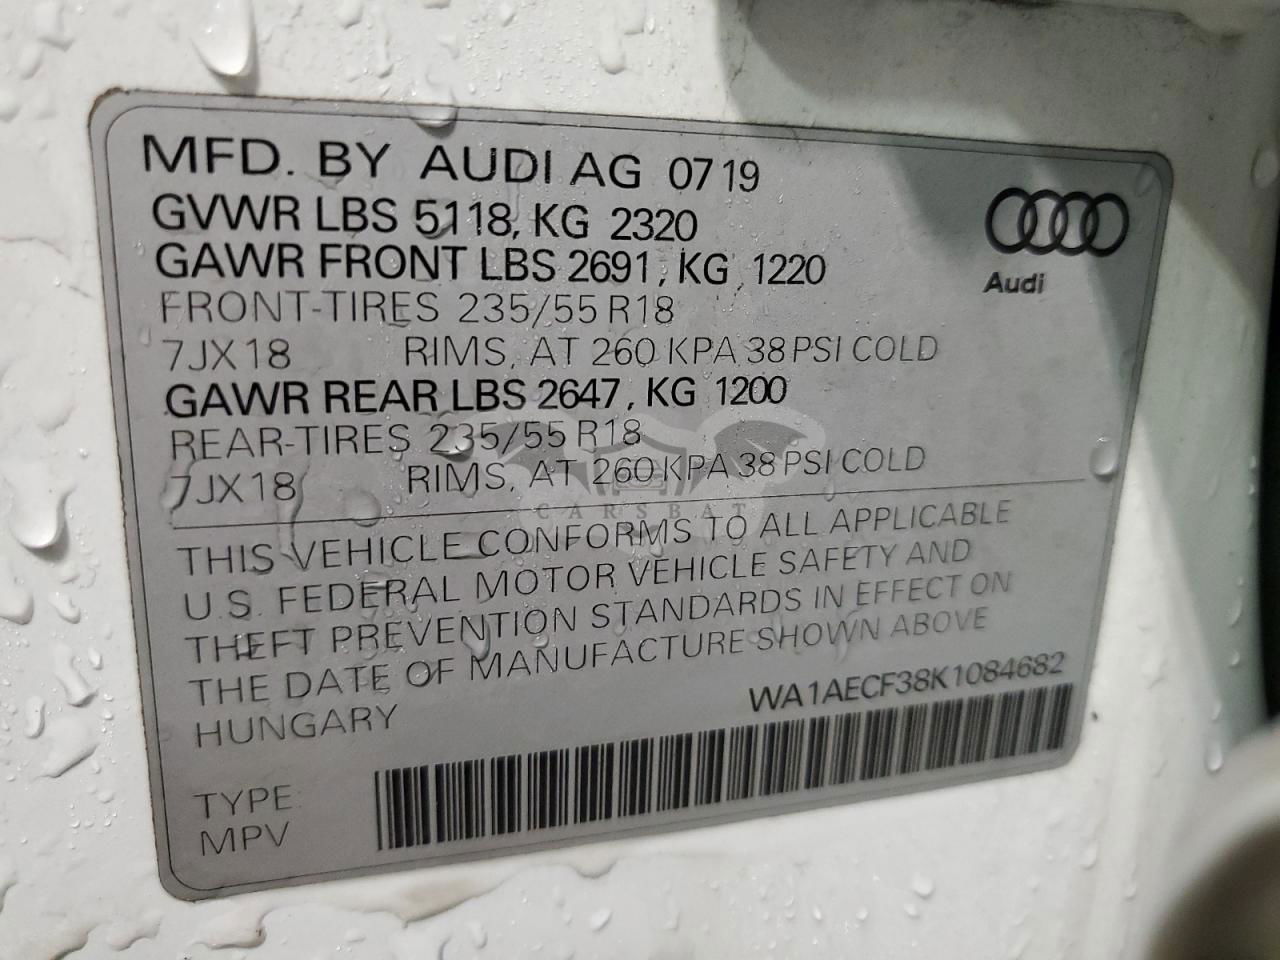 MFD. BY AUDI AG 07 19
GVWR LBS 5118, KG 2320
GAWR FRONT LBS 2691, KG 1220
FRONT-TIRES 235/55 R18
7JX18 RIMS, AT 260 KPA 38 PSI COLD
GAWR REAR LBS 2647, KG 1200
REAR-TIRES 235/55 R18
7JX18 RIMS, AT 260 KPA 38 PSI COLD
Audi
CARSBAT
THIS VEHICLE CONFORMS TO ALL APPLICABLE
U.S. FEDERAL MOTOR VEHICLE SAFETY AND
THEFT PREVENTION STANDARDS IN EFFECT ON
THE DATE OF MANUFACTURE SHOWN ABOVE
HUNGARY
WA1AECF38K1084682
TYPE:
MPV